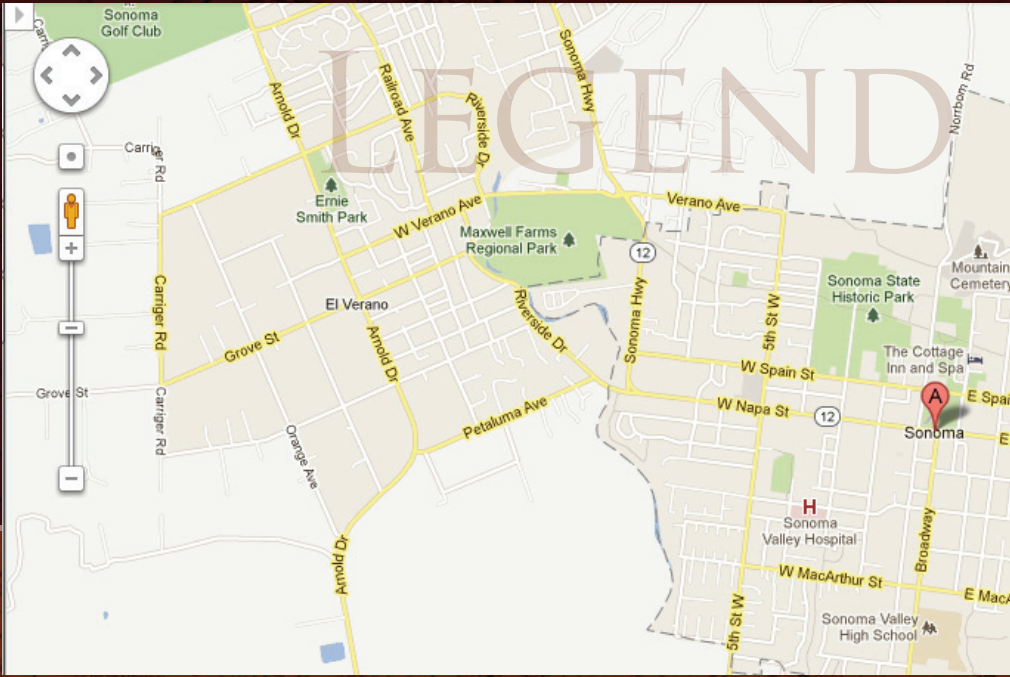 Sonoma
Golf Club
LEGEND
Sonoma Hwy
Arnold Dr
Railroad Ave
Riverside Dr
Norrbom Rd
Carriger Rd
Ernie
Smith Park
W Verano Ave
Verano Ave
Maxwell Farms
Regional Park
12
Mountain
Cemetery
Sonoma State
Historic Park
Carriger Rd
El Verano
Riverside Dr
Sonoma Hwy
5th St W
Grove St
Arnold Dr
The Cottage
Inn and Spa
W Spain St
Grove St
Carriger Rd
A
E Spai
W Napa St
12
Petaluma Ave
Sonoma
E
Orange Ave
H
Sonoma
Valley Hospital
Broadway
Arnold Dr
W MacArthur St
E MacA
5th St W
Sonoma Valley
High School